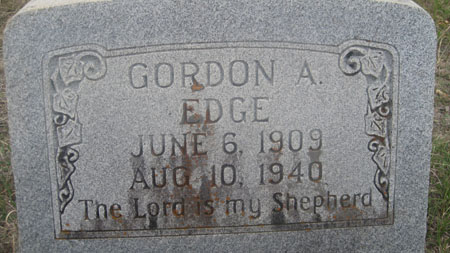 GORDON A.
EDGE
JUNE 6, 1909
AUG 10, 1940
The Lord is my Shepherd